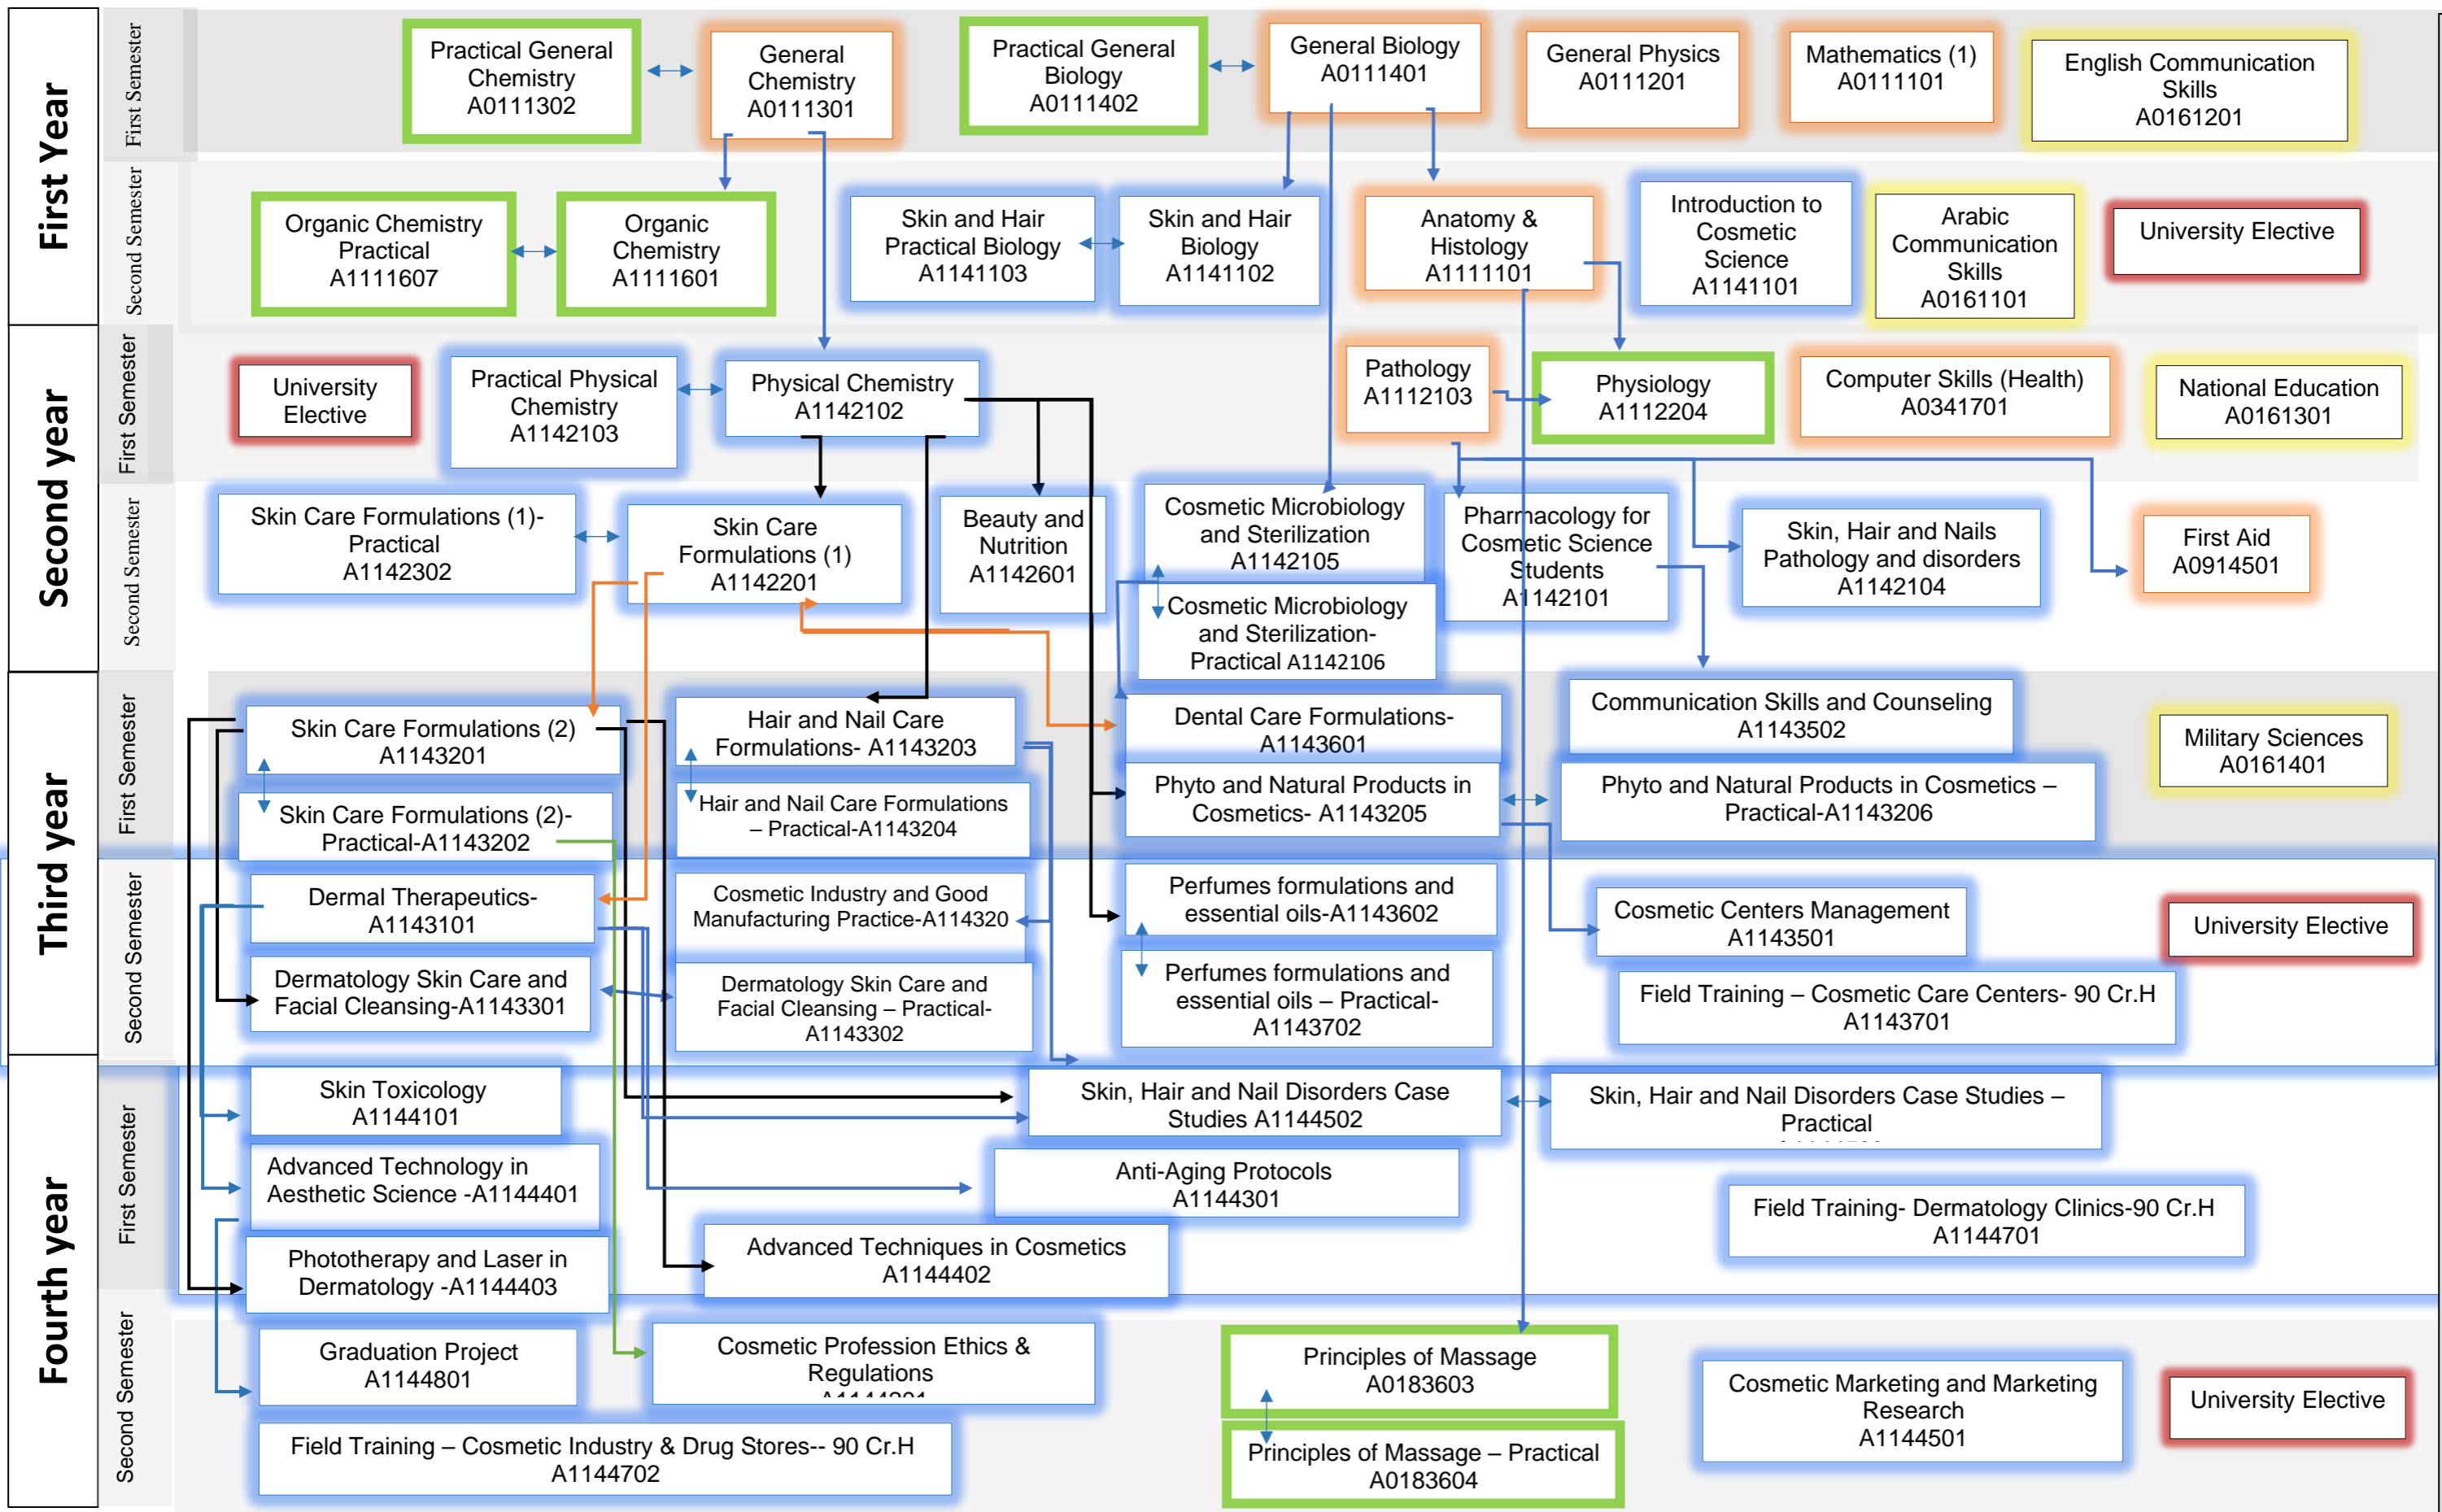 First Year
First Semester
Practical General
Chemistry
A0111302
General
Chemistry
A0111301
Practical General
Biology
A0111402
General Biology
A0111401
General Physics
A0111201
Mathematics (1)
A0111101
English Communication
Skills
A0161201
Second Semester
Organic Chemistry
Practical
A1111607
Organic
Chemistry
A1111601
Skin and Hair
Practical Biology
A1141103
Skin and Hair
Biology
A1141102
Anatomy &
Histology
A1111101
Introduction to
Cosmetic
Science
A1141101
Arabic
Communication
Skills
A0161101
University Elective
Second year
First Semester
University
Elective
Practical Physical
Chemistry
A1142103
Physical Chemistry
A1142102
Pathology
A1112103
Physiology
A1112204
Computer Skills (Health)
A0341701
National Education
A0161301
Second Semester
Skin Care Formulations (1)-
Practical
A1142302
Skin Care
Formulations (1)
A1142201
Beauty and
Nutrition
A1142601
Cosmetic Microbiology
and Sterilization
A1142105
Cosmetic Microbiology
and Sterilization-
Practical A1142106
Pharmacology for
Cosmetic Science
Students
A1142101
Skin, Hair and Nails
Pathology and disorders
A1142104
First Aid
A0914501
Third year
First Semester
Skin Care Formulations (2)
A1143201
Skin Care Formulations (2)-
Practical-A1143202
Hair and Nail Care
Formulations- A1143203
Hair and Nail Care Formulations
– Practical-A1143204
Dental Care Formulations-
A1143601
Phyto and Natural Products in
Cosmetics- A1143205
Communication Skills and Counseling
A1143502
Phyto and Natural Products in Cosmetics –
Practical-A1143206
Military Sciences
A0161401
Second Semester
Dermal Therapeutics-
A1143101
Dermatology Skin Care and
Facial Cleansing-A1143301
Cosmetic Industry and Good
Manufacturing Practice-A114320
Dermatology Skin Care and
Facial Cleansing – Practical-
A1143302
Perfumes formulations and
essential oils-A1143602
Perfumes formulations and
essential oils – Practical-
A1143702
Cosmetic Centers Management
A1143501
Field Training – Cosmetic Care Centers- 90 Cr.H
A1143701
University Elective
Fourth year
First Semester
Skin Toxicology
A1144101
Advanced Technology in
Aesthetic Science -A1144401
Phototherapy and Laser in
Dermatology -A1144403
Skin, Hair and Nail Disorders Case
Studies A1144502
Skin, Hair and Nail Disorders Case Studies –
Practical
Anti-Aging Protocols
A1144301
Advanced Techniques in Cosmetics
A1144402
Field Training- Dermatology Clinics-90 Cr.H
A1144701
Second Semester
Graduation Project
A1144801
Cosmetic Profession Ethics &
Regulations
Field Training – Cosmetic Industry & Drug Stores-- 90 Cr.H
A1144702
Principles of Massage
A0183603
Principles of Massage – Practical
A0183604
Cosmetic Marketing and Marketing
Research
A1144501
University Elective